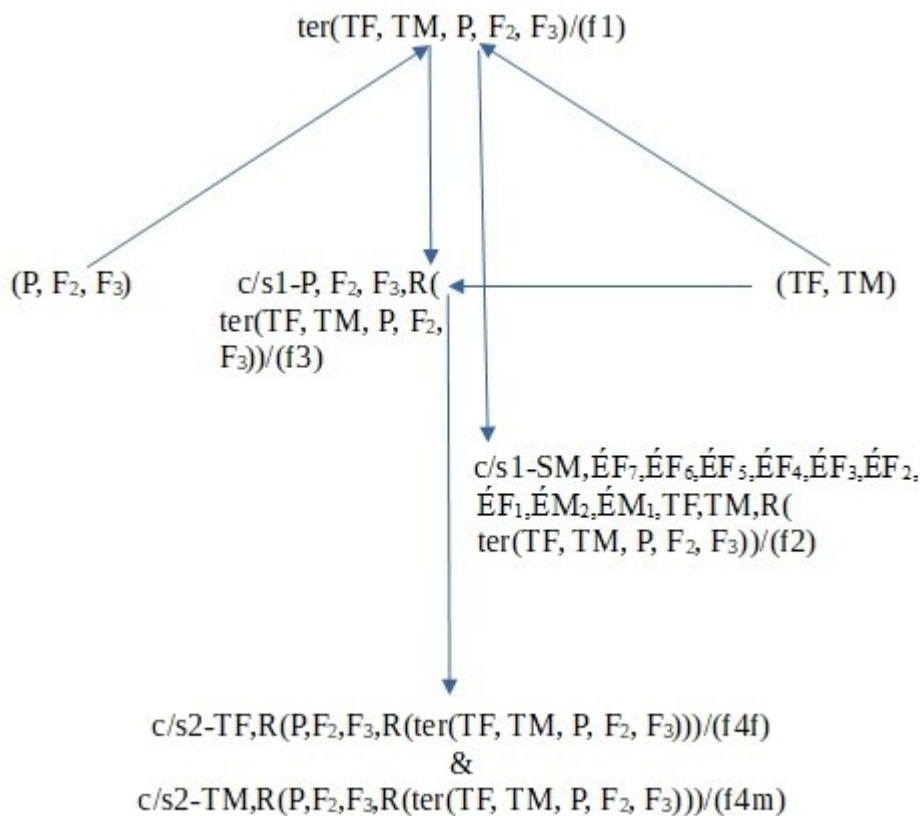 ter(TF, TM, P, F₂, F₃)/(f1)
(P, F₂, F₃)
c/s1-P, F₂, F₃,R(
ter(TF, TM, P, F₂,
F₃))/(f3)
(TF, TM)
c/s1-SM,ÉF₇,ÉF₆,ÉF₅,ÉF₄,ÉF₃,ÉF₂,
ÉF₁,ÉM₂,ÉM₁,TF,TM,R(
ter(TF, TM, P, F₂, F₃))/(f2)
c/s2-TF,R(P,F₂,F₃,R(ter(TF, TM, P, F₂, F₃)))/(f4f)
&
c/s2-TM,R(P,F₂,F₃,R(ter(TF, TM, P, F₂, F₃)))/(f4m)